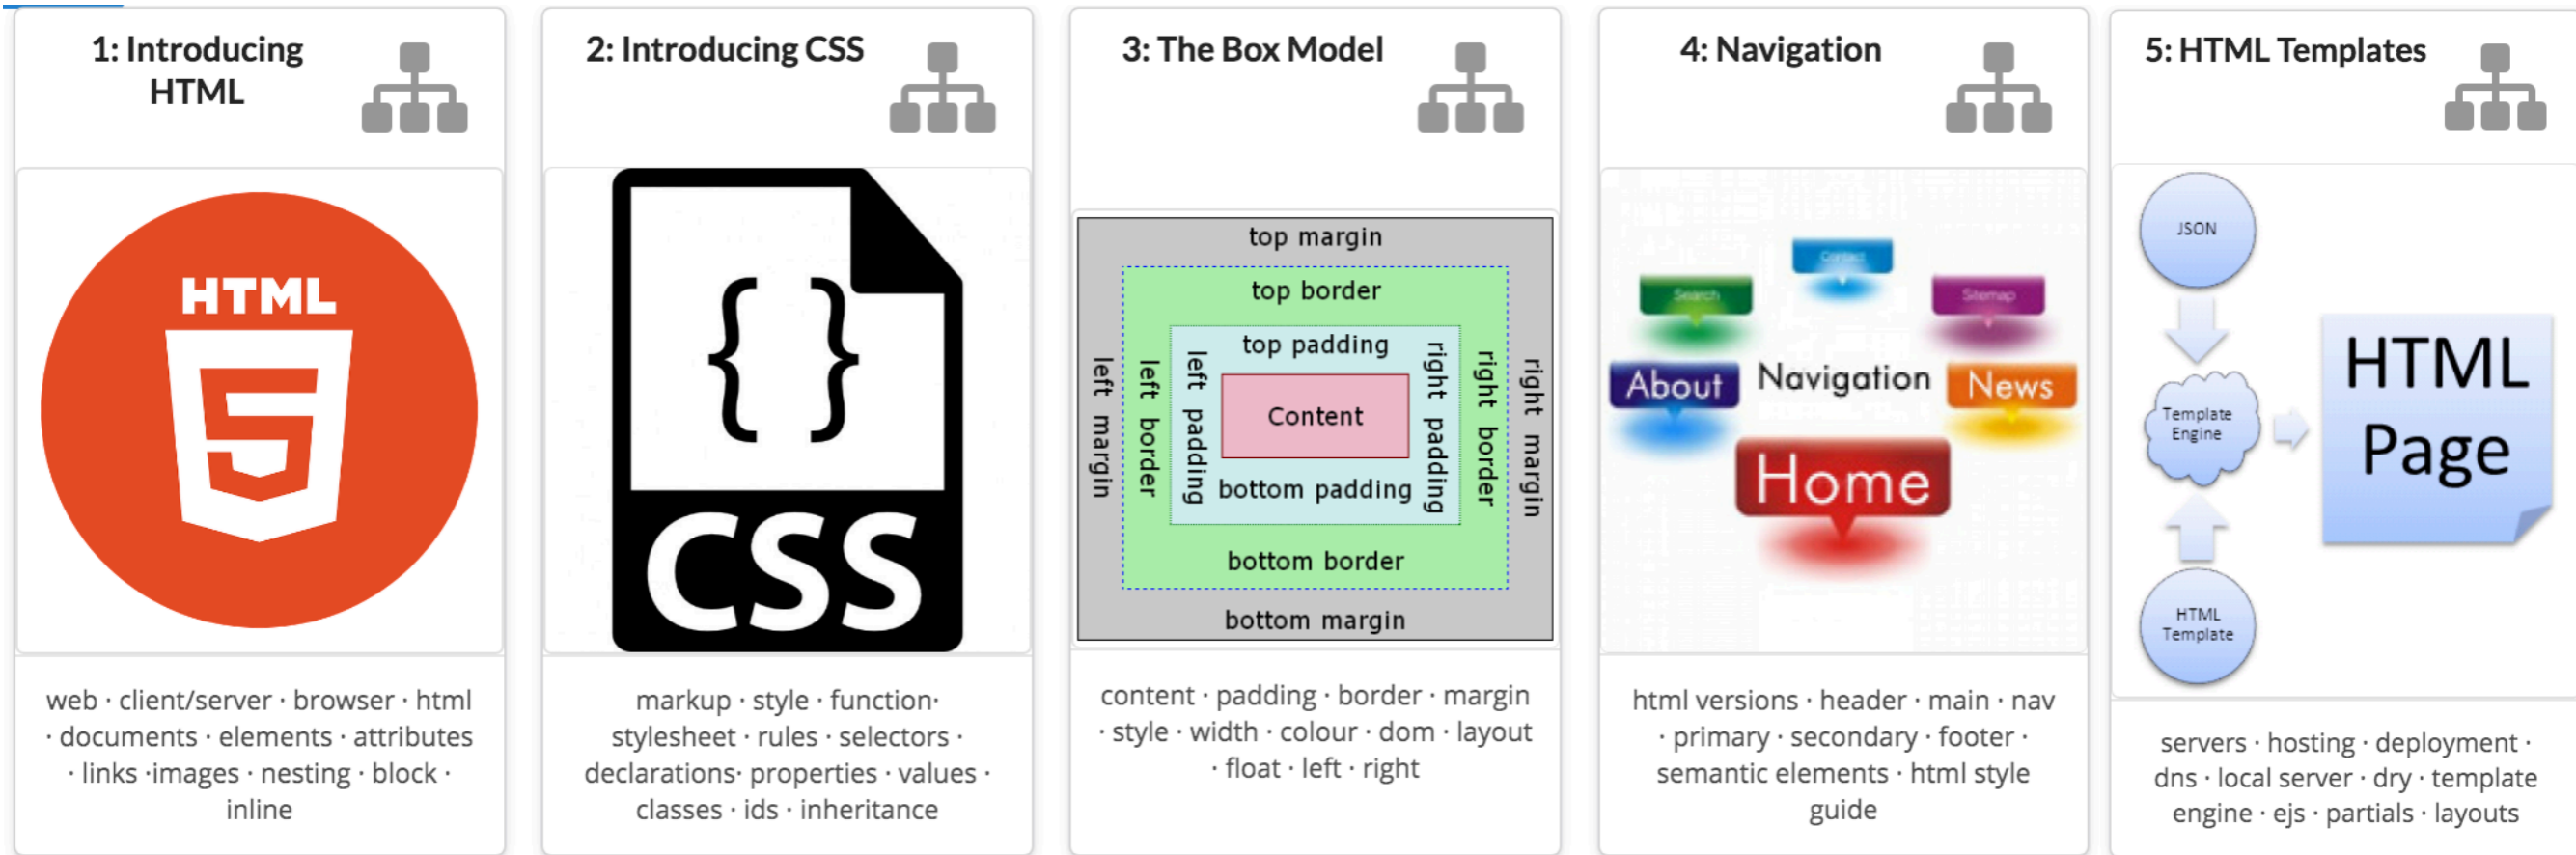 1: Introducing
HTML
HTML
5
web · client/server · browser · html
· documents · elements · attributes
· links ·images · nesting · block ·
inline
2: Introducing CSS
{ }
CSS
markup · style · function·
stylesheet · rules · selectors ·
declarations· properties · values ·
classes · ids · inheritance
3: The Box Model
top margin
top border
top padding
left margin
left border
left padding
Content
right padding
right border
right margin
bottom padding
bottom border
bottom margin
content · padding · border · margin
· style · width · colour · dom · layout
· float · left · right
4: Navigation
Contact
Search
Sitemap
About
Navigation
News
Home
html versions · header · main · nav
· primary · secondary · footer ·
semantic elements · html style
guide
5: HTML Templates
JSON
Template
Engine
HTML
Page
HTML
Template
servers · hosting · deployment ·
dns · local server · dry · template
engine · ejs · partials · layouts